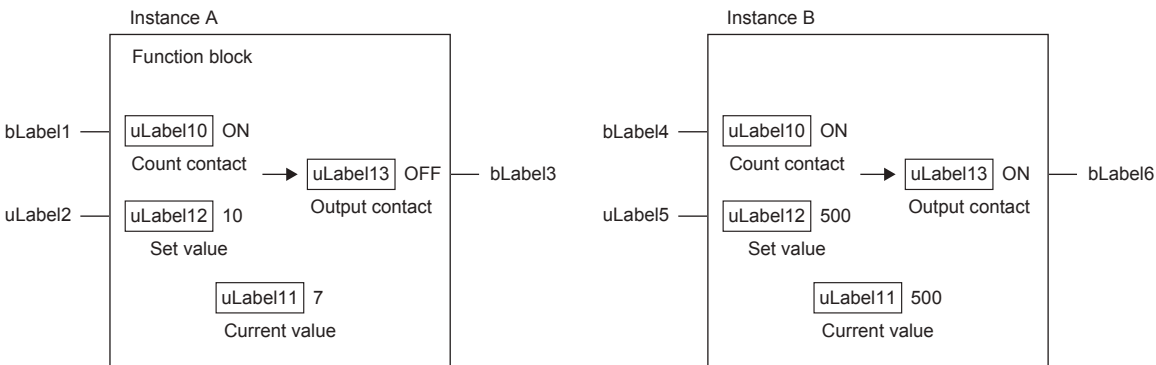 Instance A
Function block
bLabel1
uLabel10 ON
Count contact
uLabel13 OFF
bLabel3
Output contact
uLabel2
uLabel12 10
Set value
uLabel11 7
Current value
Instance B
bLabel4
uLabel10 ON
Count contact
uLabel13 ON
bLabel6
Output contact
uLabel5
uLabel12 500
Set value
uLabel11 500
Current value